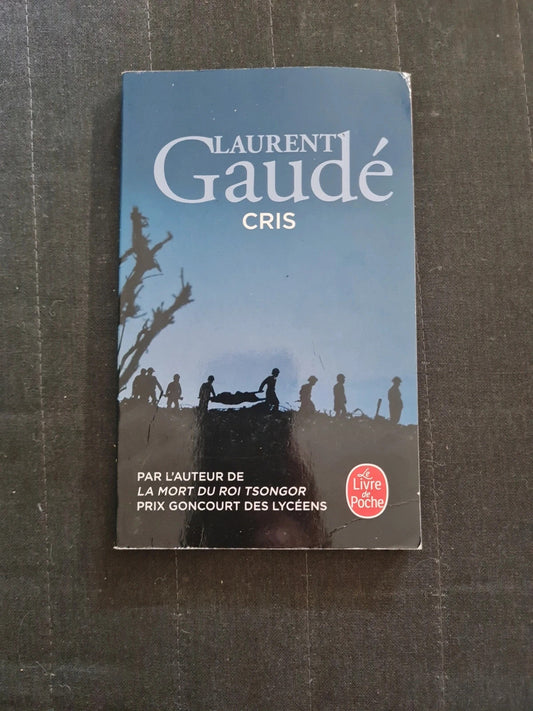 LAURENT
Gaudé
CRIS
PAR L'AUTEUR DE
LA MORT DU ROI TSONGOR
PRIX GONCOURT DES LYCÉENS
Le
Livre
de
Poche